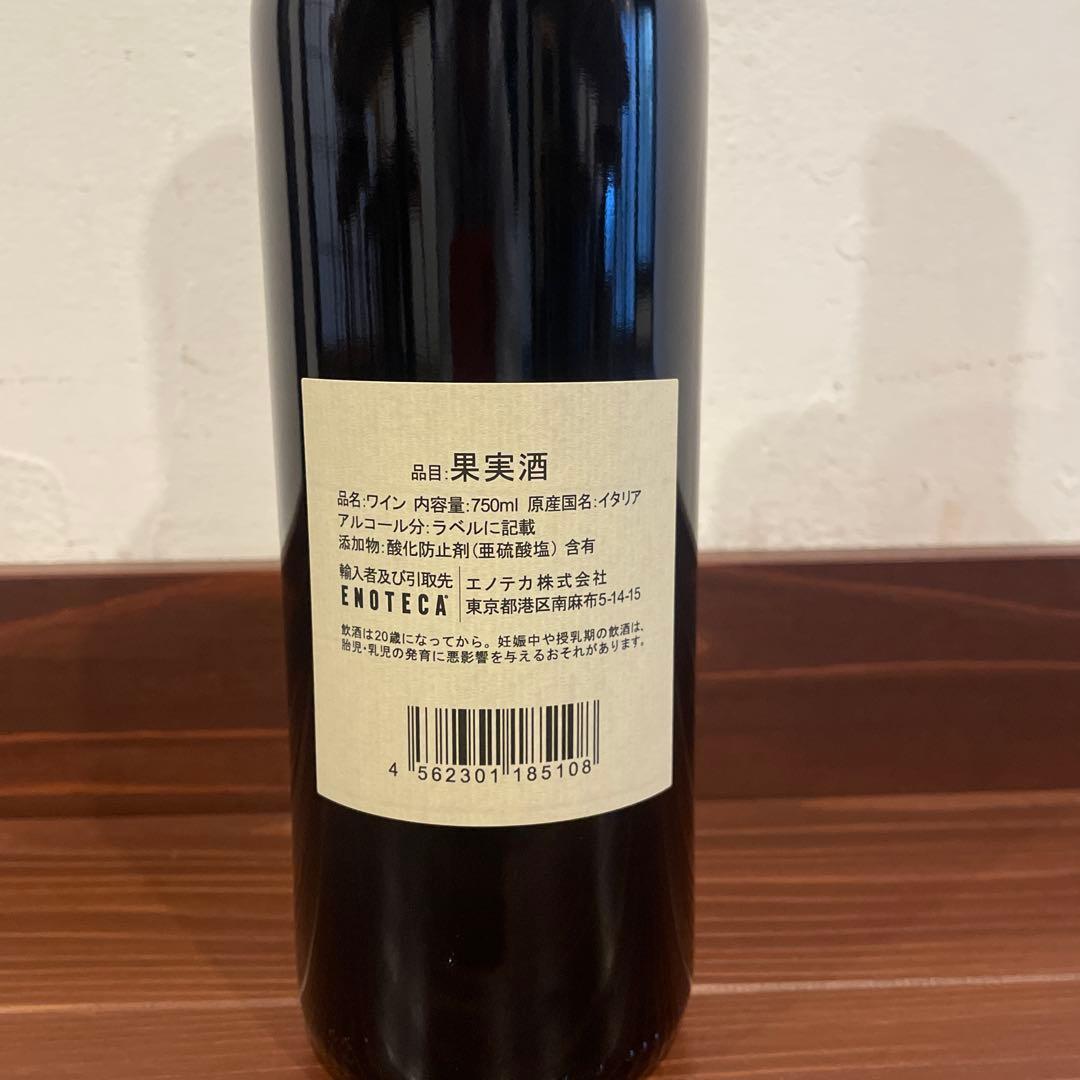 品目:果実酒
品名:ワイン 内容量:750ml 原産国名:イタリア
アルコール分:ラベルに記載
添加物:酸化防止剤(亜硫酸塩) 含有
輸入者及び引取先
ENOTECA®
エノテカ株式会社
東京都港区南麻布5-14-15
飲酒は20歳になってから。妊娠中や授乳期の飲酒は、
胎児・乳児の発育に悪影響を与えるおそれがあります。
4 562301 185108